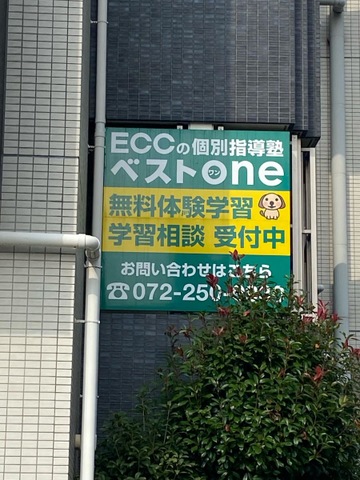 ECCの個別指導塾
ベストone
ワン
無料体験学習
学習相談 受付中
お問い合わせはこちら
☎072-250-